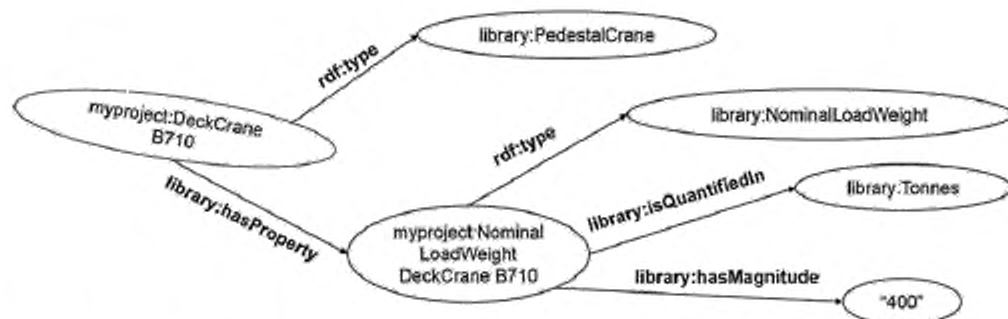 library:PedestalCrane
rdf:type
myproject:DeckCrane
B710
library:NominalLoadWeight
rdf:type
library:hasProperty
library:isQuantifiedIn
library:Tonnes
myproject:Nominal
LoadWeight
DeckCrane B710
library:hasMagnitude
"400"